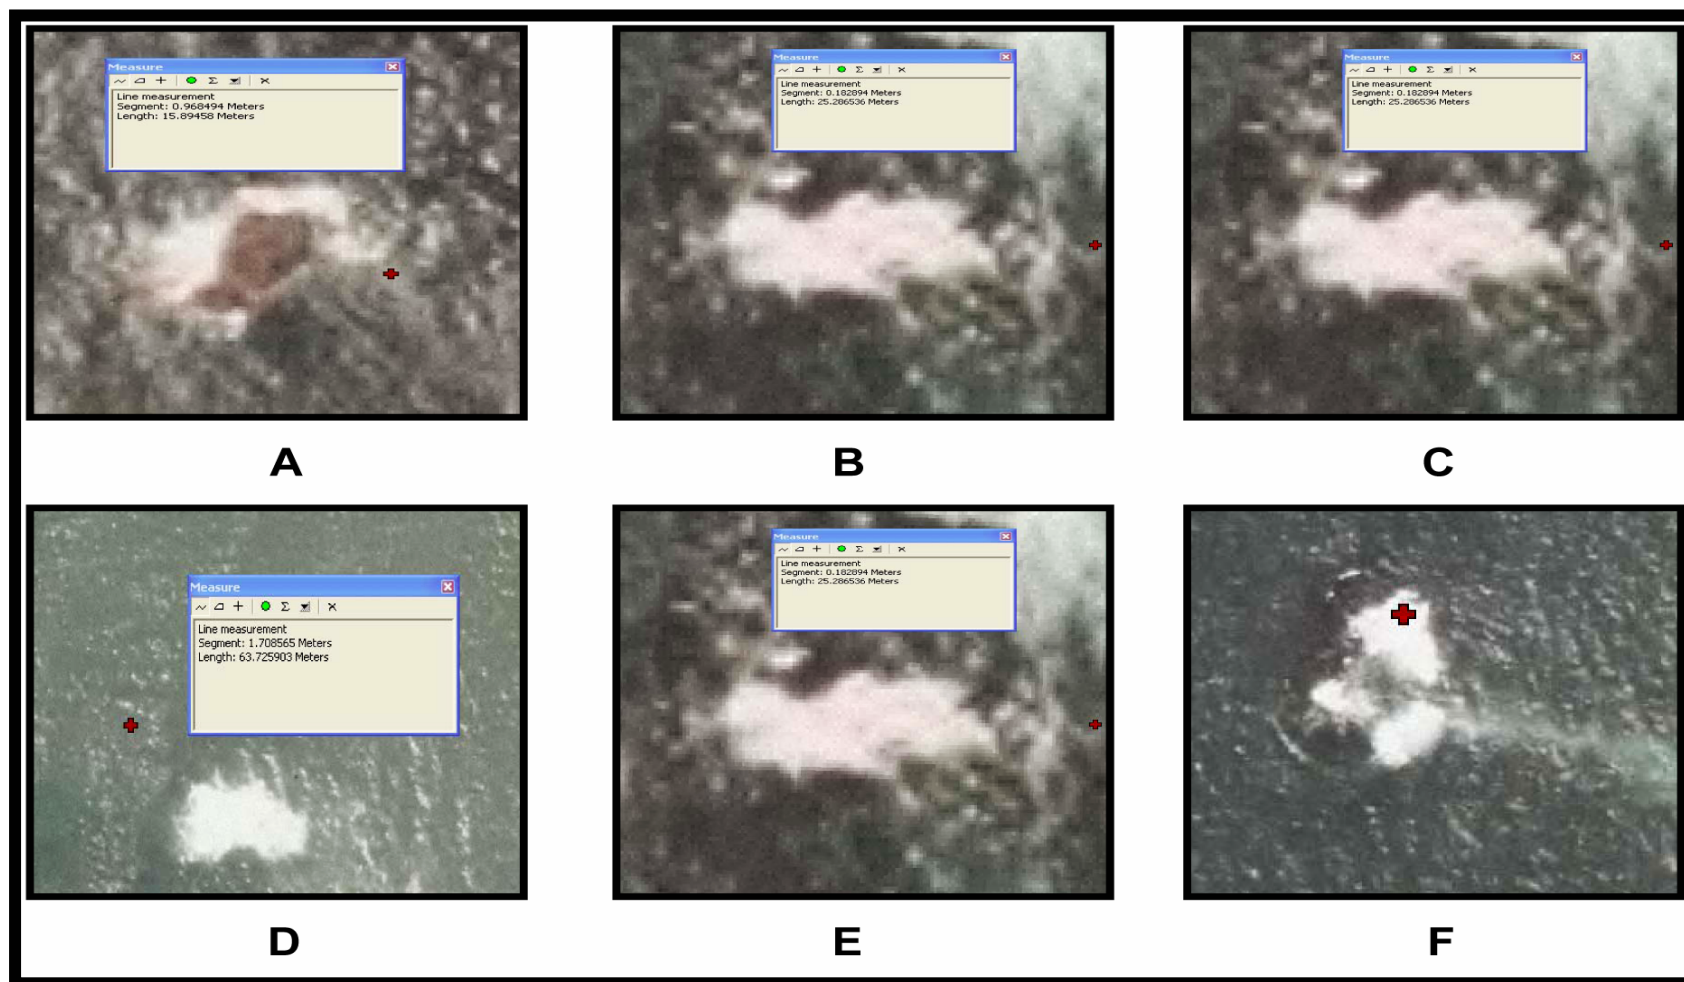 Measure
Line measurement
Segment: 0.968494 Meters
Length: 15.89458 Meters
A
Measure
Line measurement
Segment: 0.182894 Meters
Length: 25.286536 Meters
B
Measure
Line measurement
Segment: 0.182894 Meters
Length: 25.286536 Meters
C
Measure
Line measurement
Segment: 1.708565 Meters
Length: 63.725903 Meters
D
Measure
Line measurement
Segment: 0.182894 Meters
Length: 25.286536 Meters
E
F